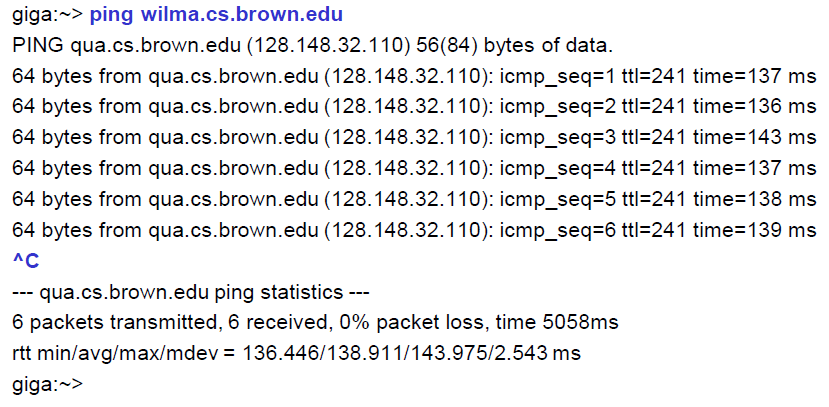 giga:~> ping wilma.cs.brown.edu
PING qua.cs.brown.edu (128.148.32.110) 56(84) bytes of data.
64 bytes from qua.cs.brown.edu (128.148.32.110): icmp_seq=1 ttl=241 time=137 ms
64 bytes from qua.cs.brown.edu (128.148.32.110): icmp_seq=2 ttl=241 time=136 ms
64 bytes from qua.cs.brown.edu (128.148.32.110): icmp_seq=3 ttl=241 time=143 ms
64 bytes from qua.cs.brown.edu (128.148.32.110): icmp_seq=4 ttl=241 time=137 ms
64 bytes from qua.cs.brown.edu (128.148.32.110): icmp_seq=5 ttl=241 time=138 ms
64 bytes from qua.cs.brown.edu (128.148.32.110): icmp_seq=6 ttl=241 time=139 ms
^C
--- qua.cs.brown.edu ping statistics ---
6 packets transmitted, 6 received, 0% packet loss, time 5058ms
rtt min/avg/max/mdev = 136.446/138.911/143.975/2.543 ms
giga:~>